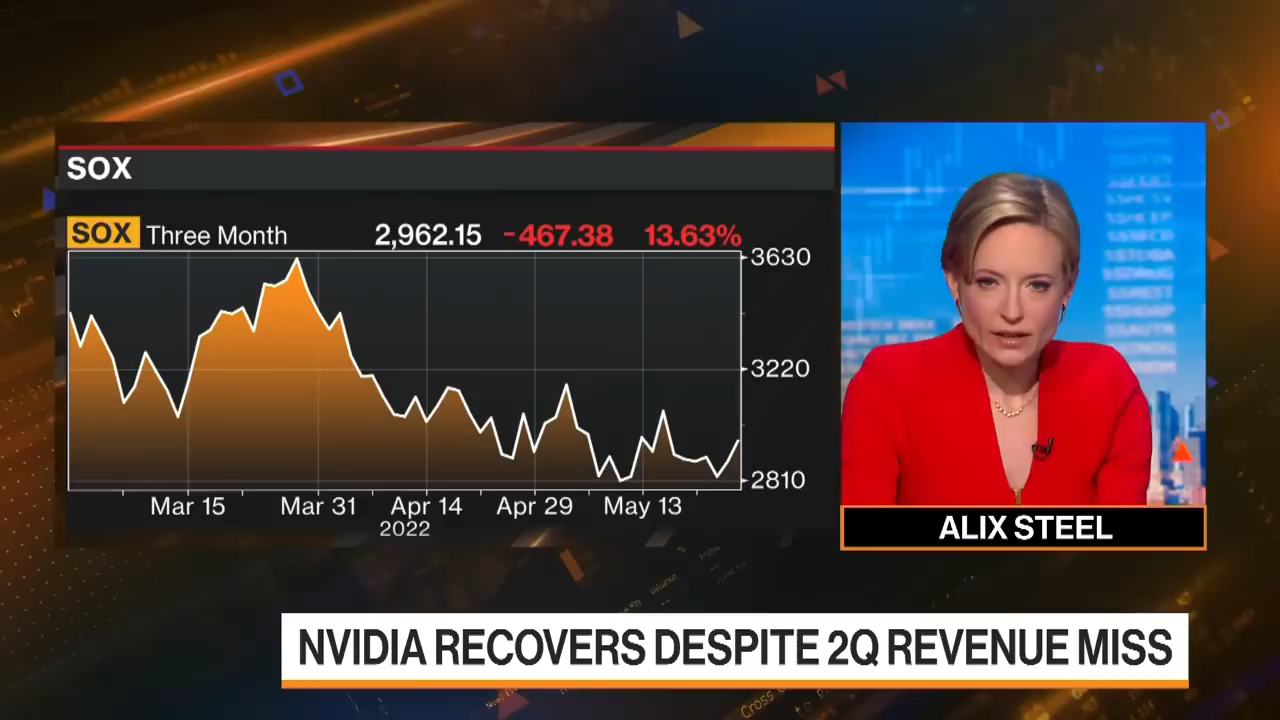 SOX
SOX Three Month 2,962.15 -467.38 13.63%
3630
3220
2810
Mar 15 Mar 31 Apr 14 Apr 29 May 13
2022
ALIX STEEL
NVIDIA RECOVERS DESPITE 2Q REVENUE MISS